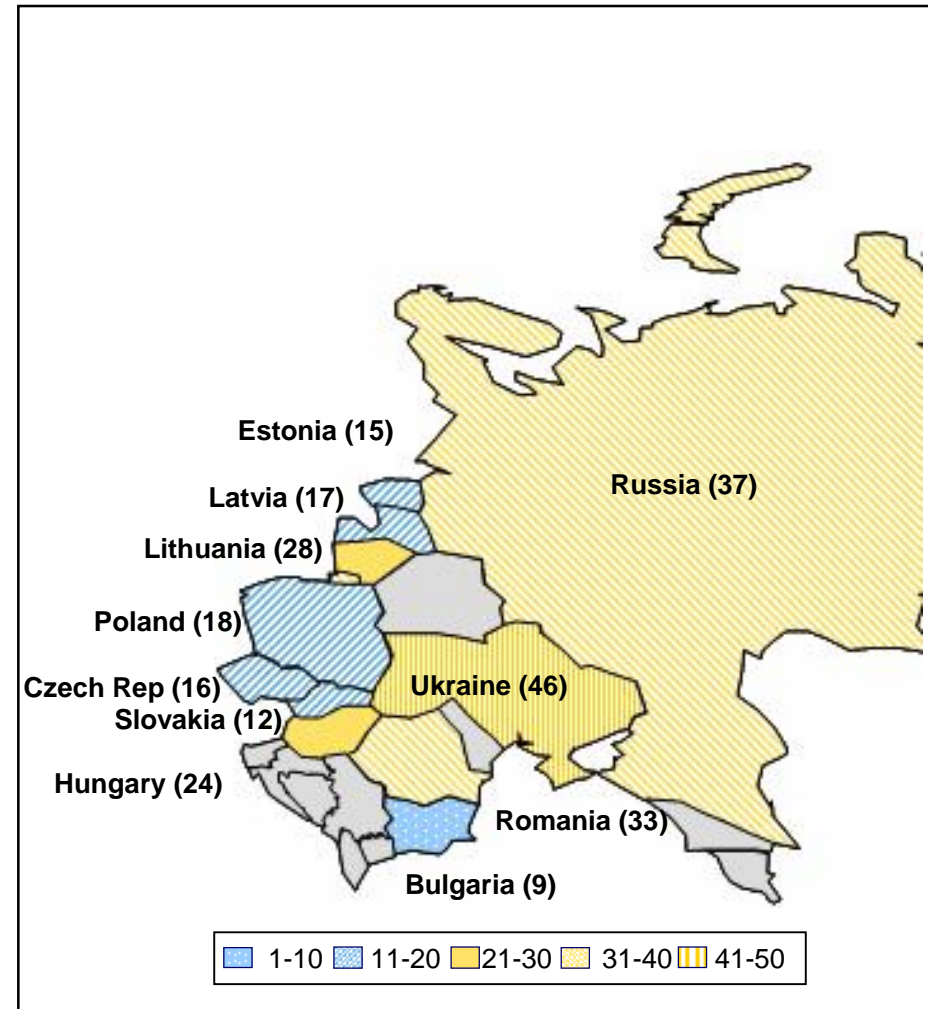 Estonia (15)
Russia (37)
Latvia (17)
Lithuania (28)
Poland (18)
Ukraine (46)
Czech Rep (16)
Slovakia (12)
Hungary (24)
Romania (33)
Bulgaria (9)
1-10 11-20 21-30 31-40 41-50